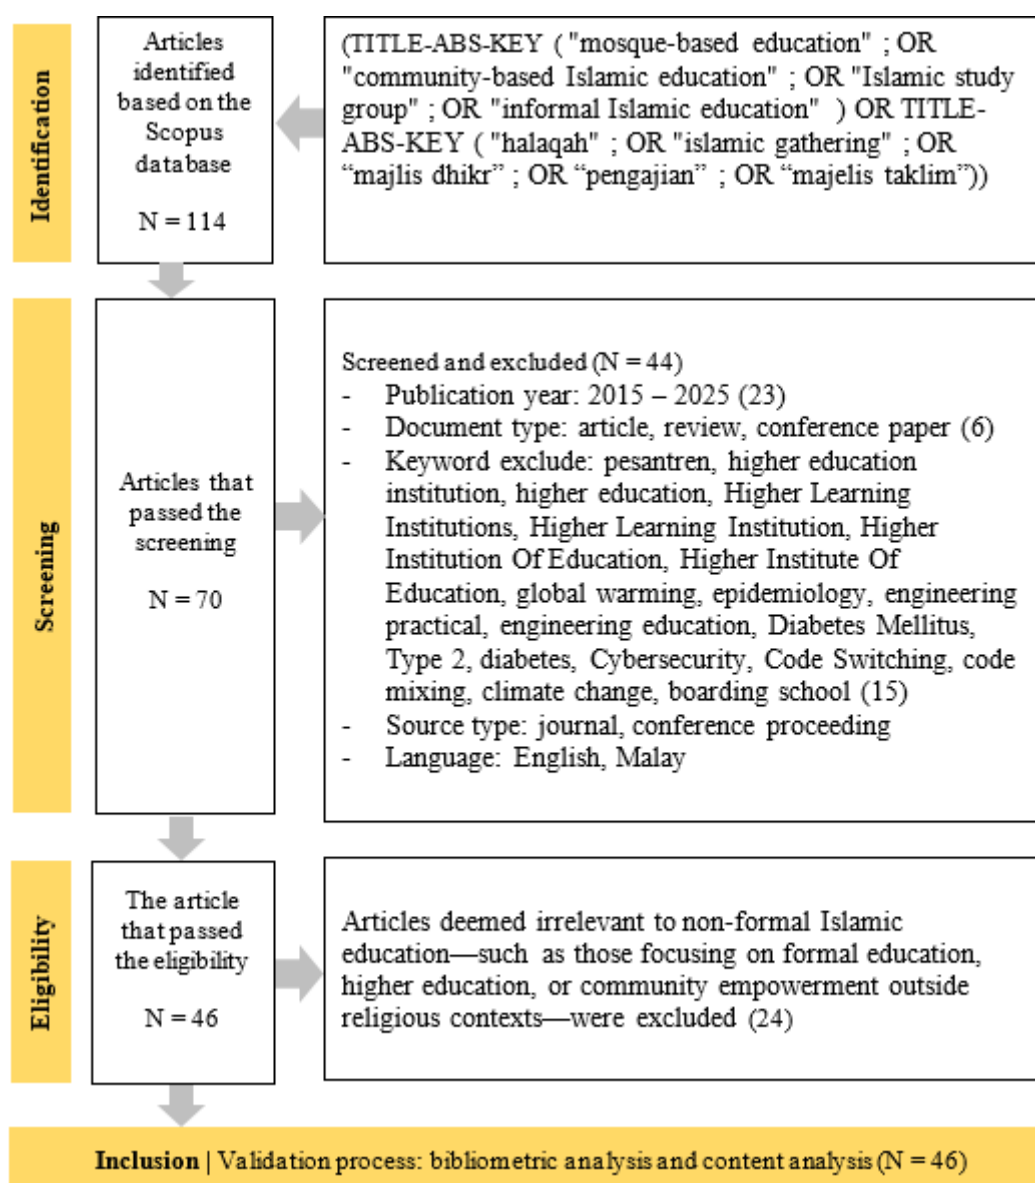 Identification
Articles
identified
based on the
Scopus
database
N = 114
(TITLE-ABS-KEY ( "mosque-based education" ; OR
"community-based Islamic education" ; OR "Islamic study
group" ; OR "informal Islamic education" ) OR TITLE-
ABS-KEY ( "halaqah" ; OR "islamic gathering" ; OR
“majlis dhikr” ; OR “pengajian” ; OR “majelis taklim”))
Screening
Articles that
passed the
screening
N = 70
Screened and excluded (N = 44)
- Publication year: 2015 – 2025 (23)
- Document type: article, review, conference paper (6)
- Keyword exclude: pesantren, higher education
institution, higher education, Higher Learning
Institutions, Higher Learning Institution, Higher
Institution Of Education, Higher Institute Of
Education, global warming, epidemiology, engineering
practical, engineering education, Diabetes Mellitus,
Type 2, diabetes, Cybersecurity, Code Switching, code
mixing, climate change, boarding school (15)
- Source type: journal, conference proceeding
- Language: English, Malay
Eligibility
The article
that passed
the eligibility
N = 46
Articles deemed irrelevant to non-formal Islamic
education—such as those focusing on formal education,
higher education, or community empowerment outside
religious contexts—were excluded (24)
Inclusion | Validation process: bibliometric analysis and content analysis (N = 46)